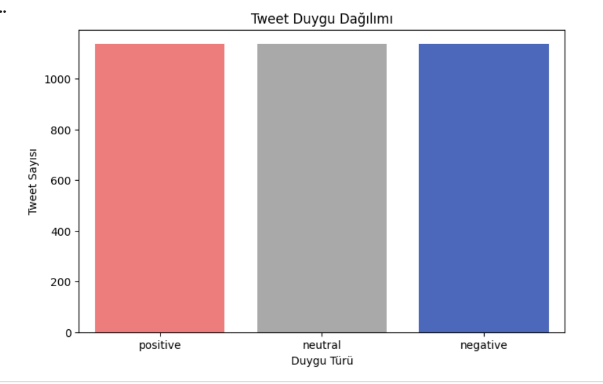 ..
Tweet Duygu Dağılımı
1000
800
600
400
200
0
Tweet Sayısı
positive neutral negative
Duygu Türü